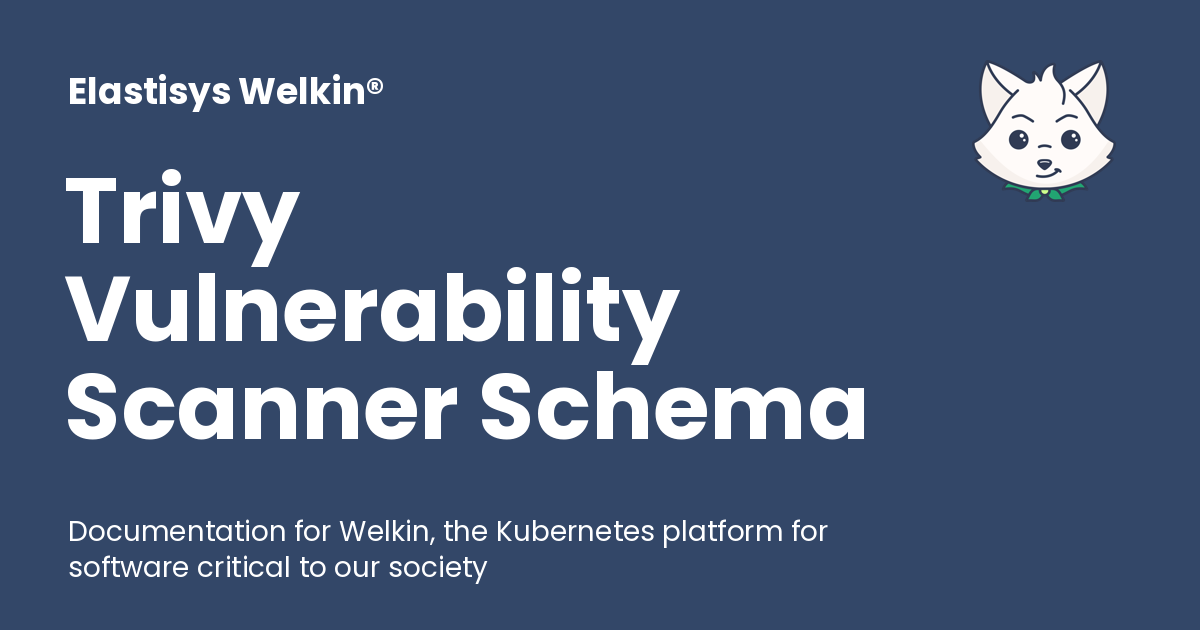 Elastisys Welkin®
Trivy
Vulnerability
Scanner Schema
Documentation for Welkin, the Kubernetes platform for
software critical to our society